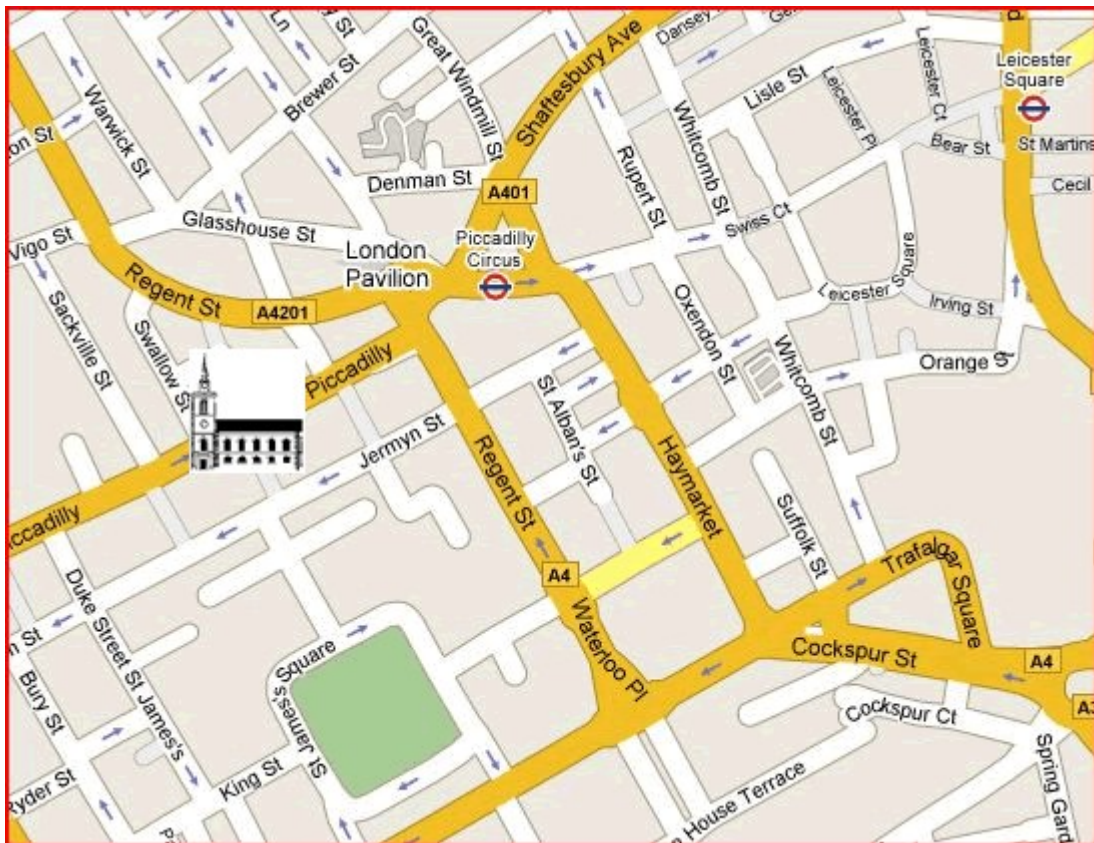 Great Windmill St
Shaftesbury Ave
Dansey
Leicester
Square
Lisle St
Leicester Ct
Leicester Pl
Brewer St
Warwick St
Whitcomb St
Bear St
St Martins
Cecil
Denman St
A401
Rupert St
Glasshouse St
Vigo St
London
Pavilion
Piccadilly
Circus
Swiss Ct
Regent St
A4201
Leicester Square
Irving St
Sackville St
Swallow St
Piccadilly
Oxendon St
Whitcomb St
Orange St
St Alban's St
Jermyn St
Regent St
Haymarket
Suffolk St
A4
Trafalgar Square
Duke Street St James's
Waterloo Pl
Cockspur St
A4
St James's Square
Bury St
Cockspur Ct
King St
Ryder St
House Terrace
Spring Gard